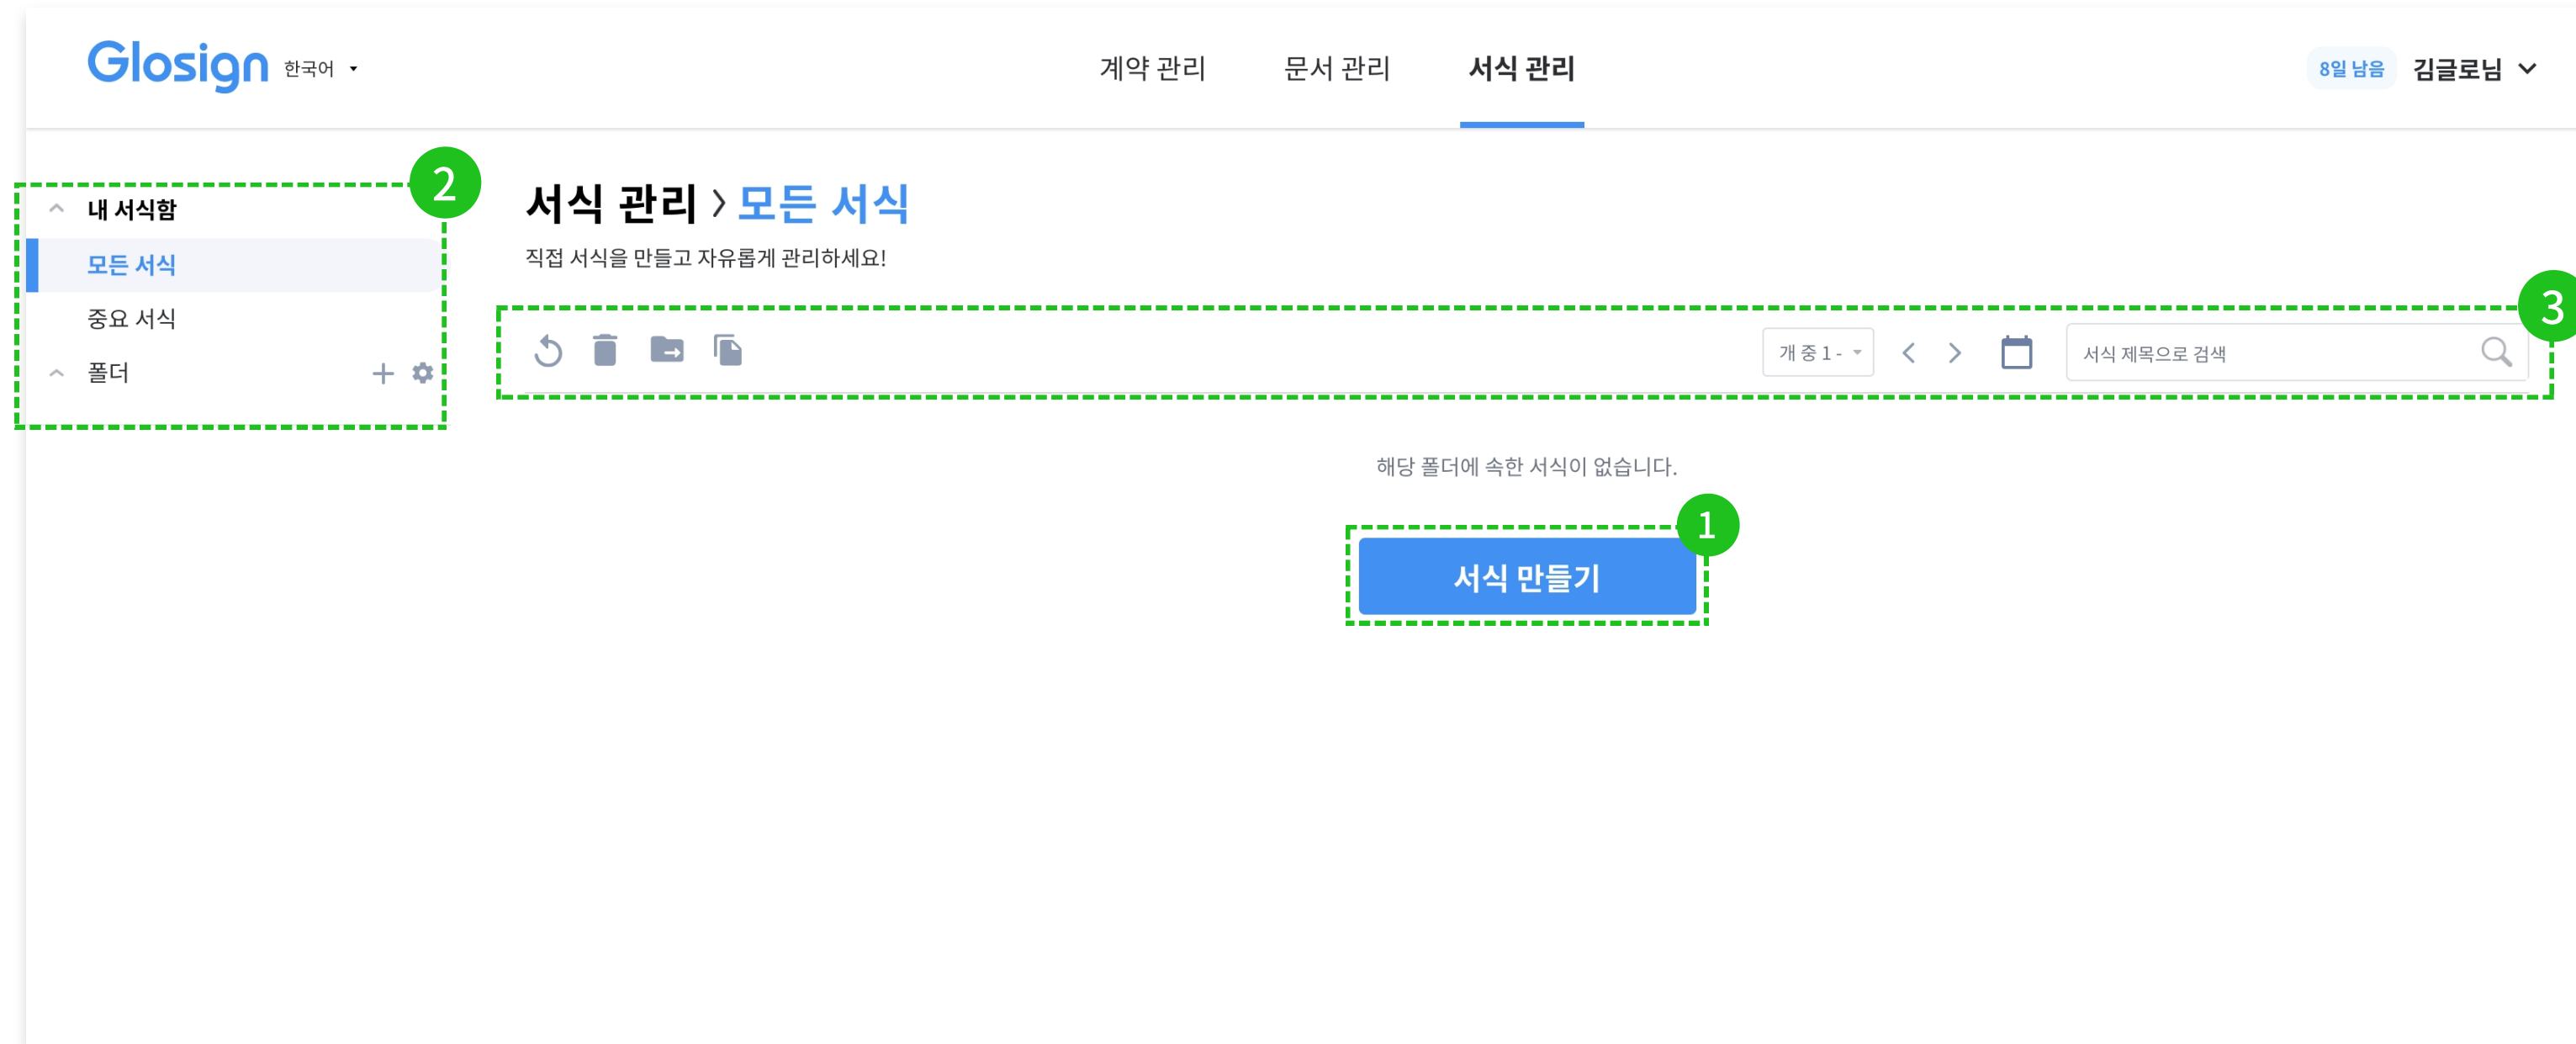 Glosign 한국어
계약 관리 문서 관리 서식 관리
8일 남음 김글로님
2
내 서식함
모든 서식
중요 서식
폴더
서식 관리 > 모든 서식
직접 서식을 만들고 자유롭게 관리하세요!
3
개 중 1 -
서식 제목으로 검색
해당 폴더에 속한 서식이 없습니다.
1
서식 만들기